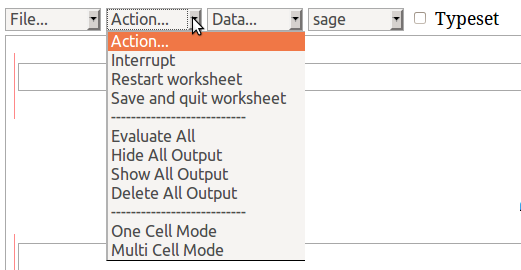 File... Action... Data... sage Typeset
Action...
Interrupt
Restart worksheet
Save and quit worksheet
---------------------------
Evaluate All
Hide All Output
Show All Output
Delete All Output
---------------------------
One Cell Mode
Multi Cell Mode